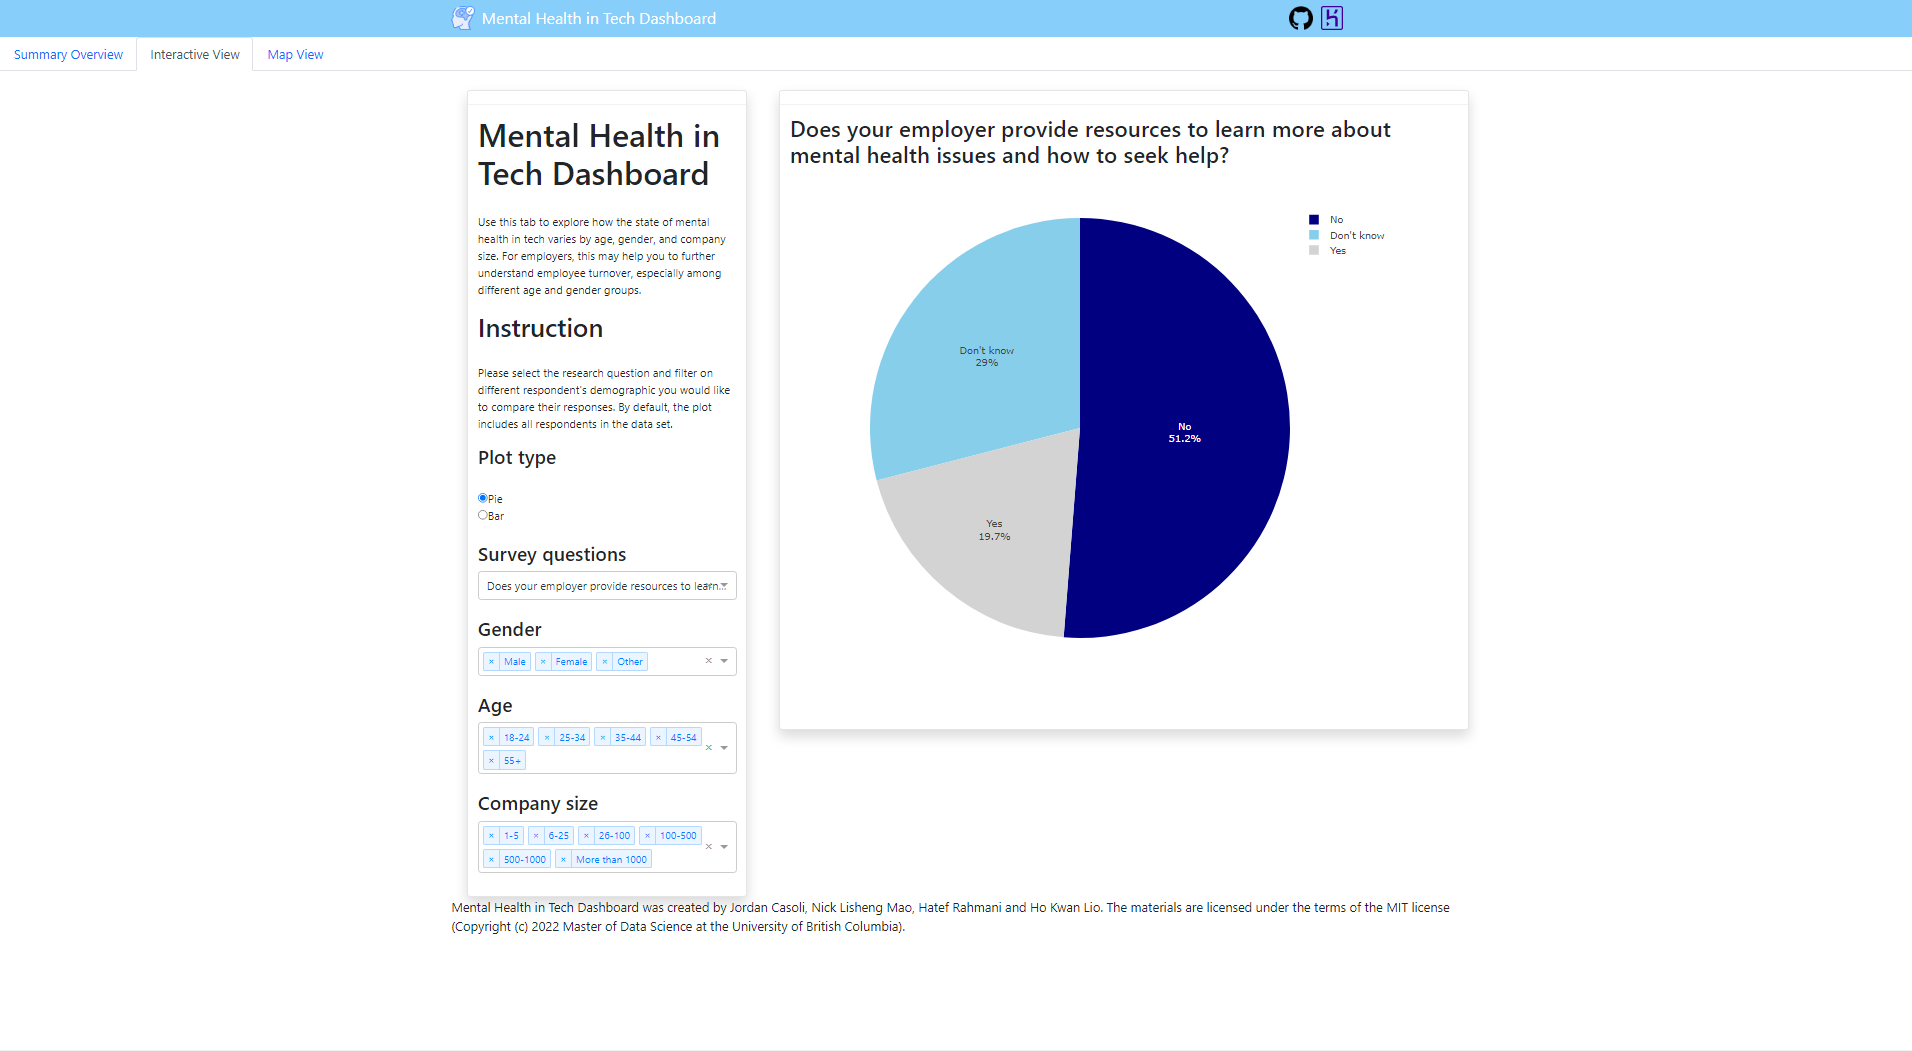 Mental Health in Tech Dashboard
Summary Overview
Interactive View
Map View
Mental Health in
Tech Dashboard
Use this tab to explore how the state of mental
health in tech varies by age, gender, and company
size. For employers, this may help you to further
understand employee turnover, especially among
different age and gender groups.
Instruction
Please select the research question and filter on
different respondent's demographic you would like
to compare their responses. By default, the plot
includes all respondents in the data set.
Plot type
Pie
Bar
Survey questions
Does your employer provide resources to learn...
Gender
× Male × Female × Other ×
Age
× 18-24 × 25-34 × 35-44 × 45-54 ×
× 55+
Company size
× 1-5 × 6-25 × 26-100 × 100-500 ×
× 500-1000 × More than 1000
Does your employer provide resources to learn more about
mental health issues and how to seek help?
No
Don't know
Yes
Don't know
29%
No
51.2%
Yes
19.7%
Mental Health in Tech Dashboard was created by Jordan Casoli, Nick Lisheng Mao, Hatef Rahmani and Ho Kwan Lio. The materials are licensed under the terms of the MIT license
(Copyright (c) 2022 Master of Data Science at the University of British Columbia).